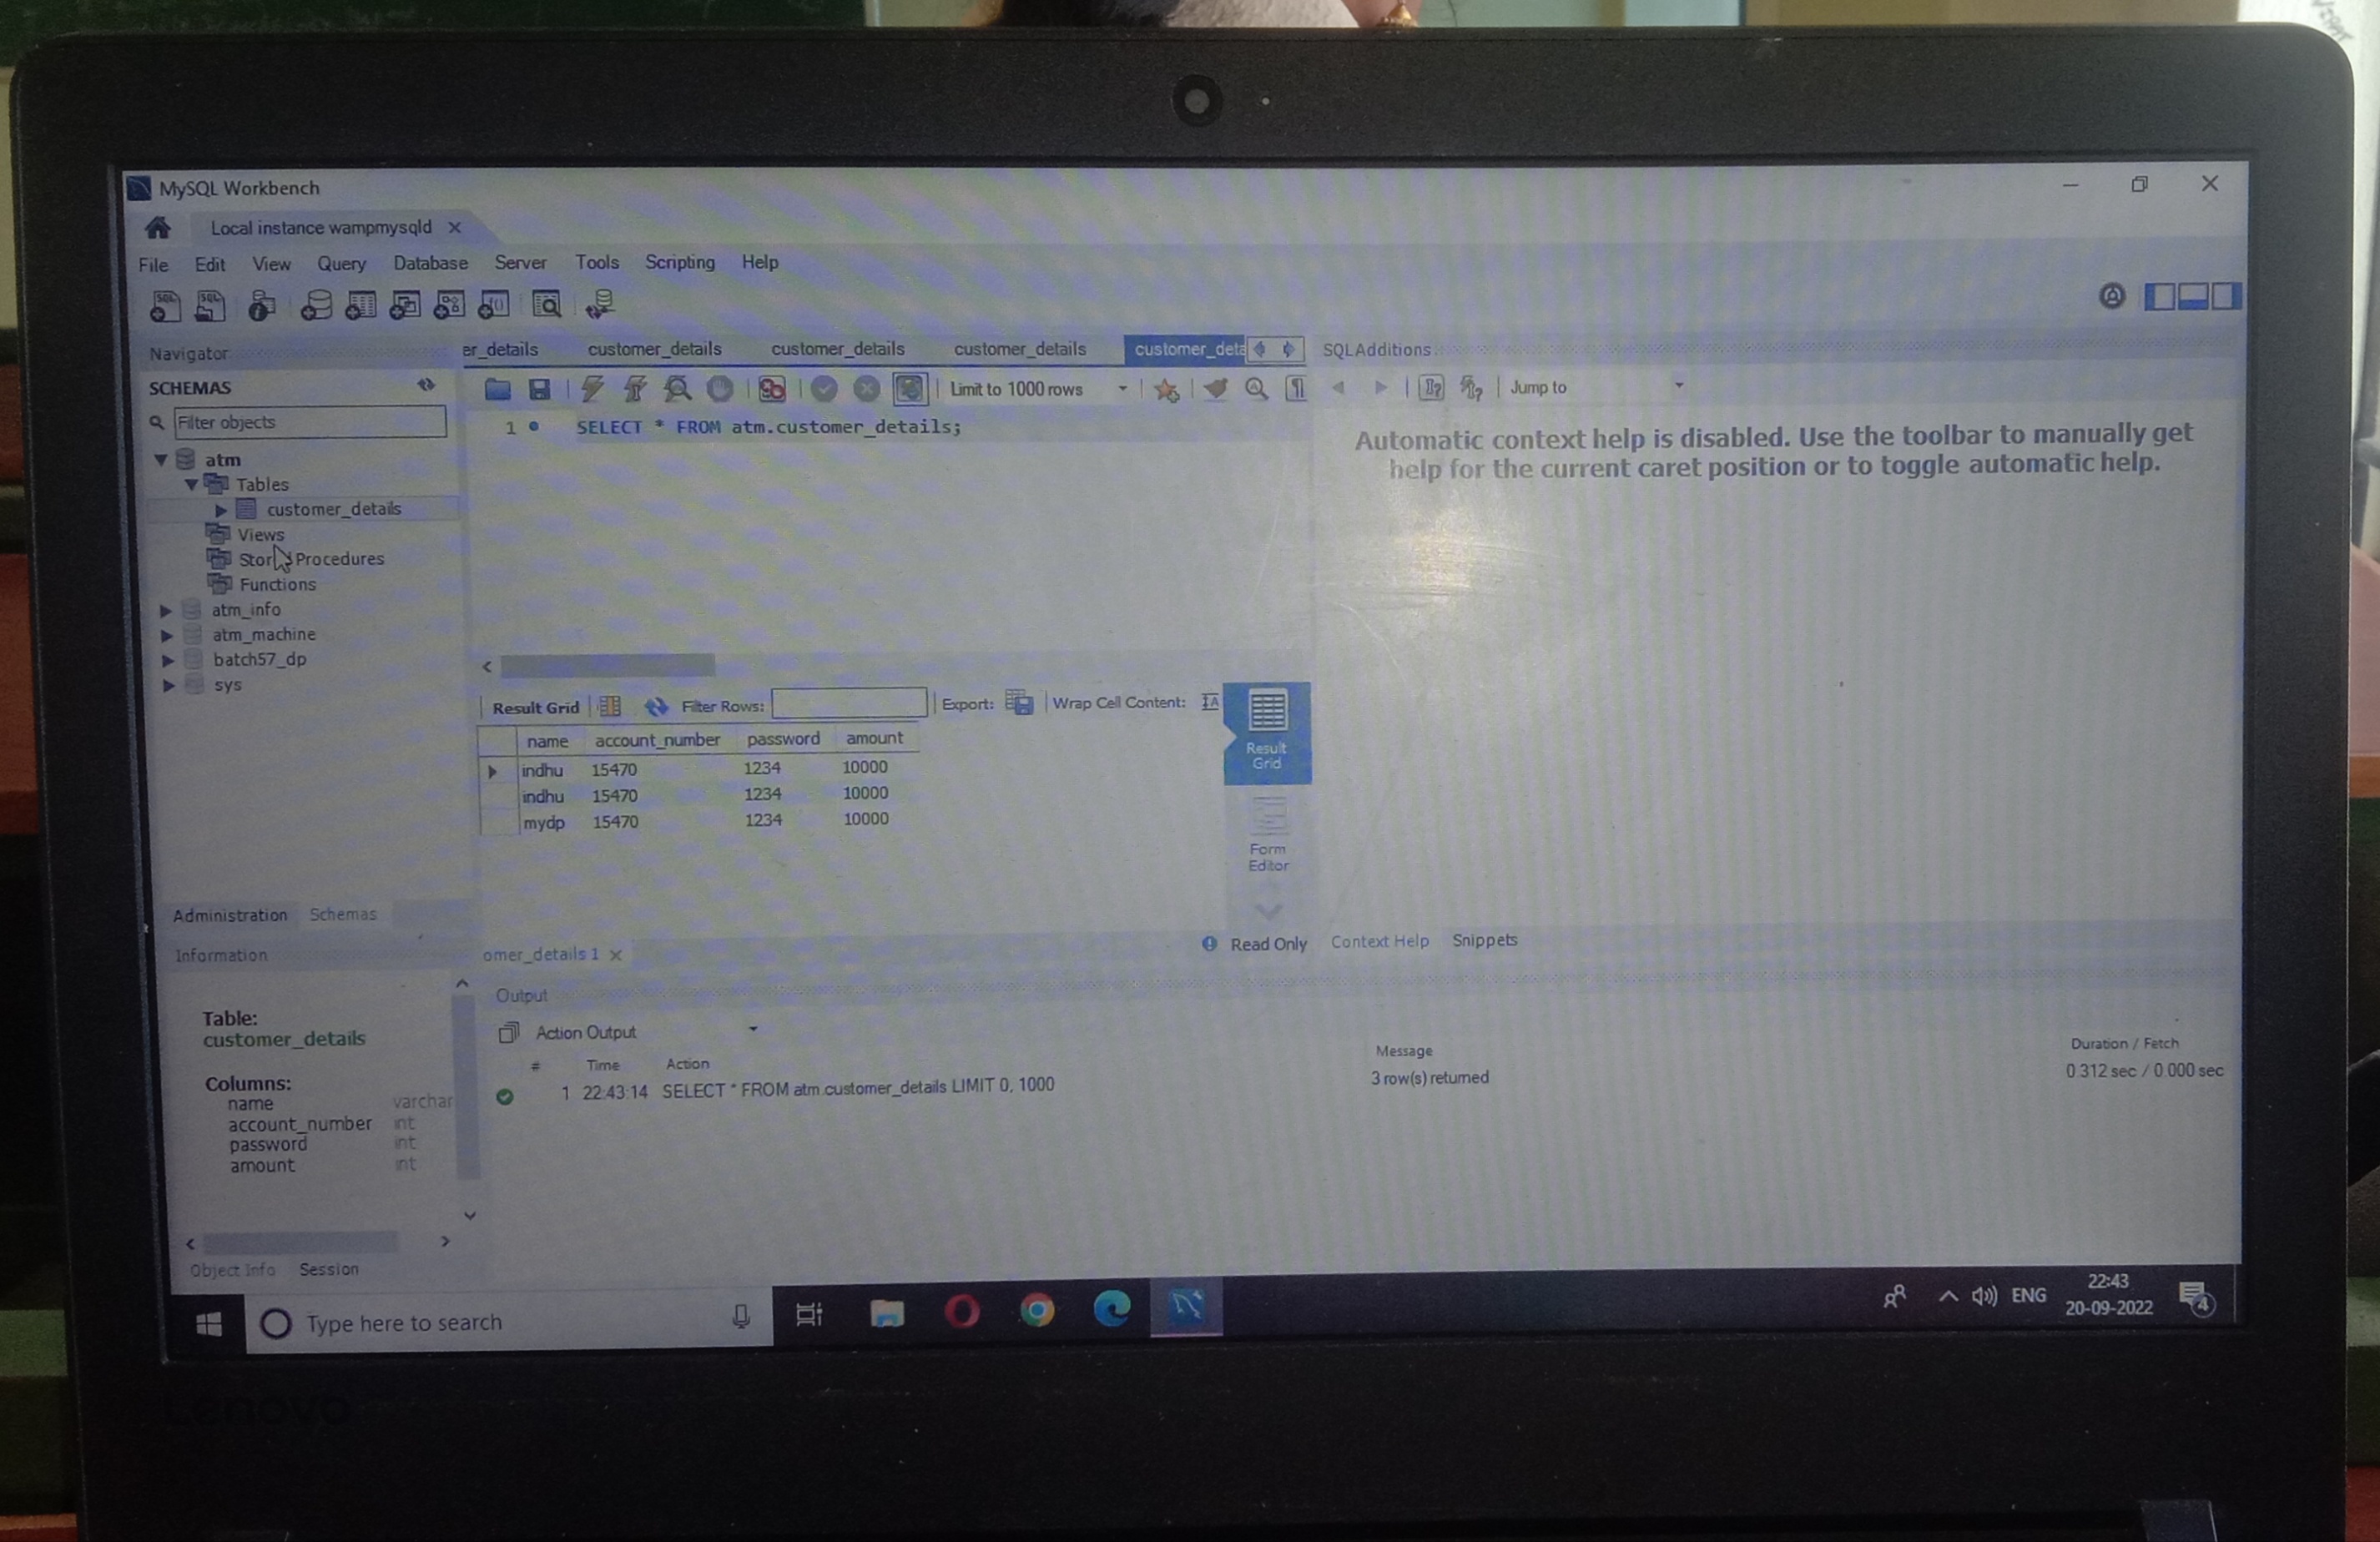 MySQL Workbench
Local instance wampmysqld
File Edit View Query Database Server Tools Scripting Help
Navigator
SCHEMAS
Filter objects
atm
Tables
customer_details
Views
Procedures
Functions
atm_info
atm_machine
batch57_dp
sys
Administration Schemas
Information
Table:
customer_details
Columns:
name varchar
account_number int
password int
amount int
Object Info Session
er_details customer_details customer_details customer_details customer_deta
Limit to 1000 rows
1 SELECT * FROM atm.customer_details;
Result Grid Filter Rows: Export: Wrap Cell Content:
name account_number password amount
indhu 15470 1234 10000
indhu 15470 1234 10000
mydp 15470 1234 10000
Result
Grid
Form
Editor
omer_details 1
Read Only
SQLAdditions
Jump to
Automatic context help is disabled. Use the toolbar to manually get
help for the current caret position or to toggle automatic help.
Context Help Snippets
Output
Action Output
# Time Action Message Duration / Fetch
1 22:43:14 SELECT * FROM atm.customer_details LIMIT 0, 1000 3 row(s) returned 0.312 sec / 0.000 sec
Type here to search
ENG
22:43
20-09-2022
4
Lenovo